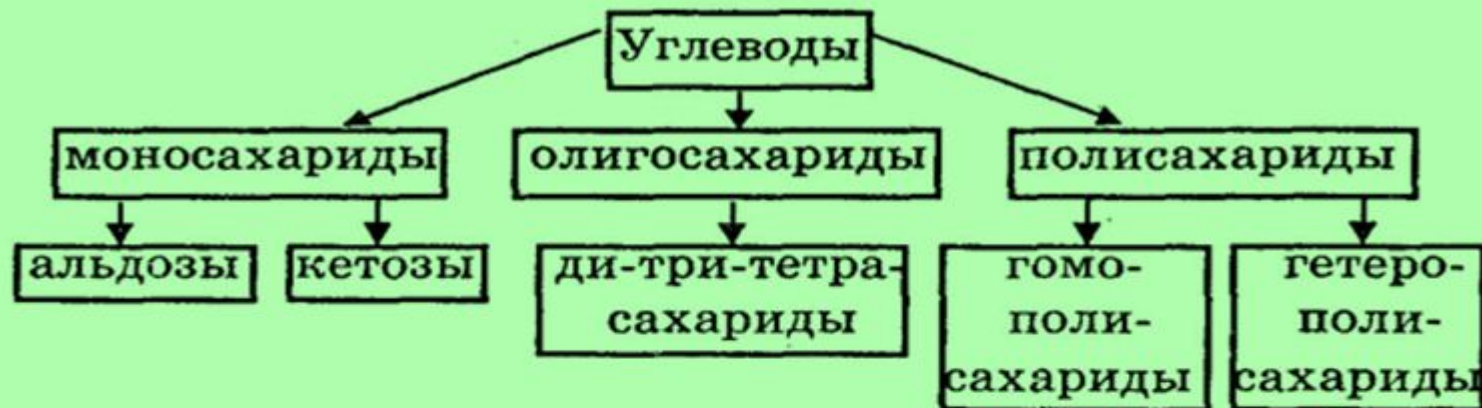 Углеводы
моносахариды
олигосахариды
полисахариды
альдозы
кетозы
ди-три-тетра-
сахариды
гомо-
поли-
сахариды
гетеро-
поли-
сахариды